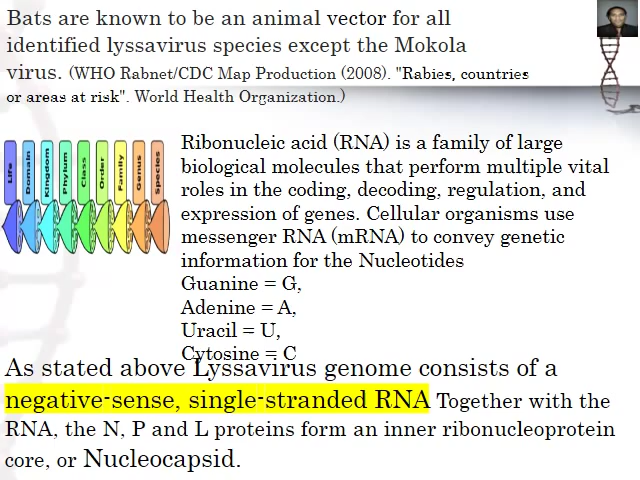 Bats are known to be an animal vector for all
identified lyssavirus species except the Mokola
virus. (WHO Rabnet/CDC Map Production (2008). "Rabies, countries
or areas at risk". World Health Organization.)
Life
Domain
Kingdom
Phylum
Class
Order
Family
Genus
Species
Ribonucleic acid (RNA) is a family of large
biological molecules that perform multiple vital
roles in the coding, decoding, regulation, and
expression of genes. Cellular organisms use
messenger RNA (mRNA) to convey genetic
information for the Nucleotides
Guanine = G,
Adenine = A,
Uracil = U,
Cytosine = C
As stated above Lyssavirus genome consists of a
negative-sense, single-stranded RNA Together with the
RNA, the N, P and L proteins form an inner ribonucleoprotein
core, or Nucleocapsid.